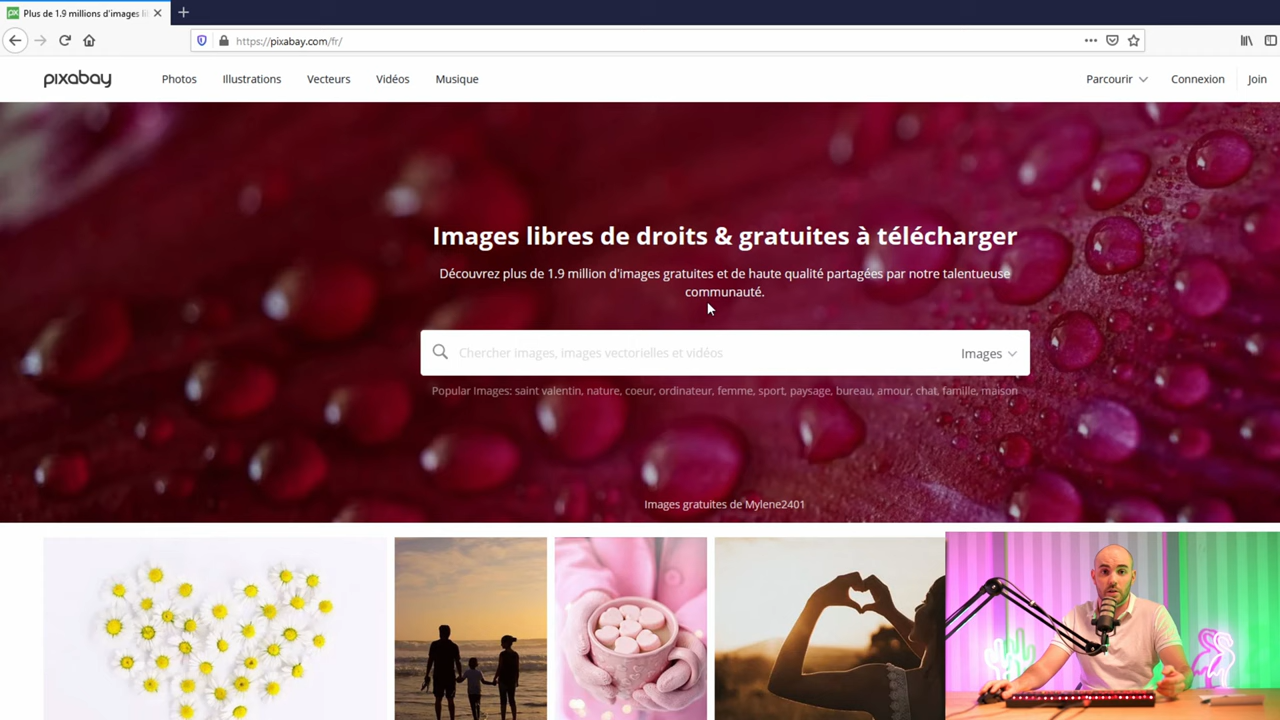 Plus de 1.9 millions d'images li
https://pixabay.com/fr/
pixabay
Photos
Illustrations
Vecteurs
Vidéos
Musique
Parcourir
Connexion
Join
Images libres de droits & gratuites à télécharger
Découvrez plus de 1.9 million d'images gratuites et de haute qualité partagées par notre talentueuse
communauté.
Chercher images, images vectorielles et vidéos
Images
Popular Images: saint valentin, nature, coeur, ordinateur, femme, sport, paysage, bureau, amour, chat, famille, maison
Images gratuites de Mylene2401